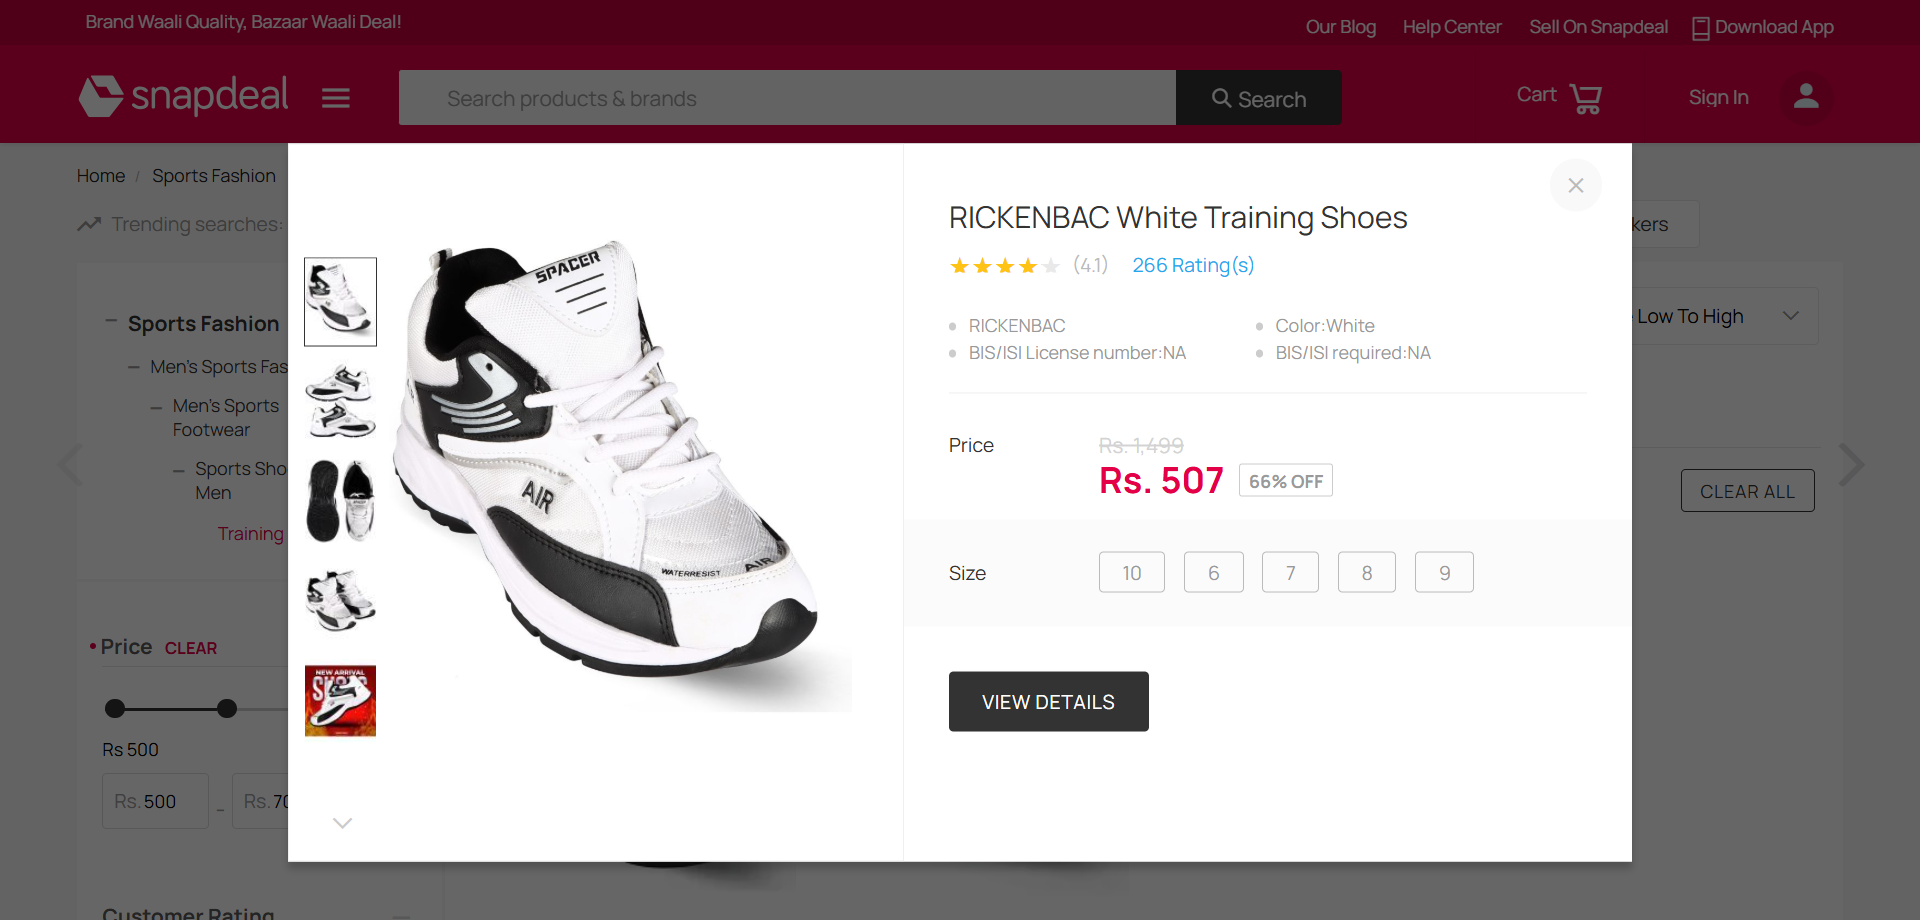 Brand Waali Quality, Bazaar Waali Deal!
Our Blog
Help Center
Sell On Snapdeal
Download App
snapdeal
Search products & brands
Search
Cart
Sign In
Home / Sports Fashion
Trending searches:
kers
Sports Fashion
Men's Sports Fas
Men's Sports
Footwear
Sports Sho
Men
Training
Low To High
CLEAR ALL
Price CLEAR
Rs 500
Rs. 500 - Rs. 70
Customer Rating
SPACER
AIR
WATERRESIST
AIR
NEW ARRIVAL
RICKENBAC White Training Shoes
(4.1) 266 Rating(s)
RICKENBAC
Color:White
BIS/ISI License number:NA
BIS/ISI required:NA
Price
Rs. 1,499
Rs. 507 66% OFF
Size
10 6 7 8 9
VIEW DETAILS